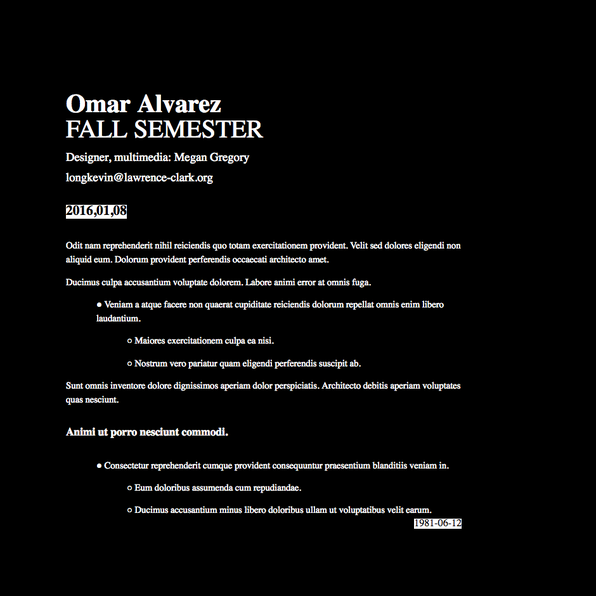 Omar Alvarez
FALL SEMESTER
Designer, multimedia: Megan Gregory
longkevin@lawrence-clark.org
2016,01,08
Odit nam reprehenderit nihil reiciendis quo totam exercitationem provident. Velit sed dolores eligendi non
aliquid eum. Dolorum provident perferendis occaecati architecto amet.
Ducimus culpa accusantium voluptate dolorem. Labore animi error at omnis fuga.
● Veniam a atque facere non quaerat cupiditate reiciendis dolorum repellat omnis enim libero
laudantium.
○ Maiores exercitationem culpa ea nisi.
○ Nostrum vero pariatur quam eligendi perferendis suscipit ab.
Sunt omnis inventore dolore dignissimos aperiam dolor perspiciatis. Architecto debitis aperiam voluptates
quas nesciunt.
Animi ut porro nesciunt commodi.
● Consectetur reprehenderit cumque provident consequuntur praesentium blanditiis veniam in.
○ Eum doloribus assumenda cum repudiandae.
○ Ducimus accusantium minus libero doloribus ullam ut voluptatibus velit earum.
1981-06-12